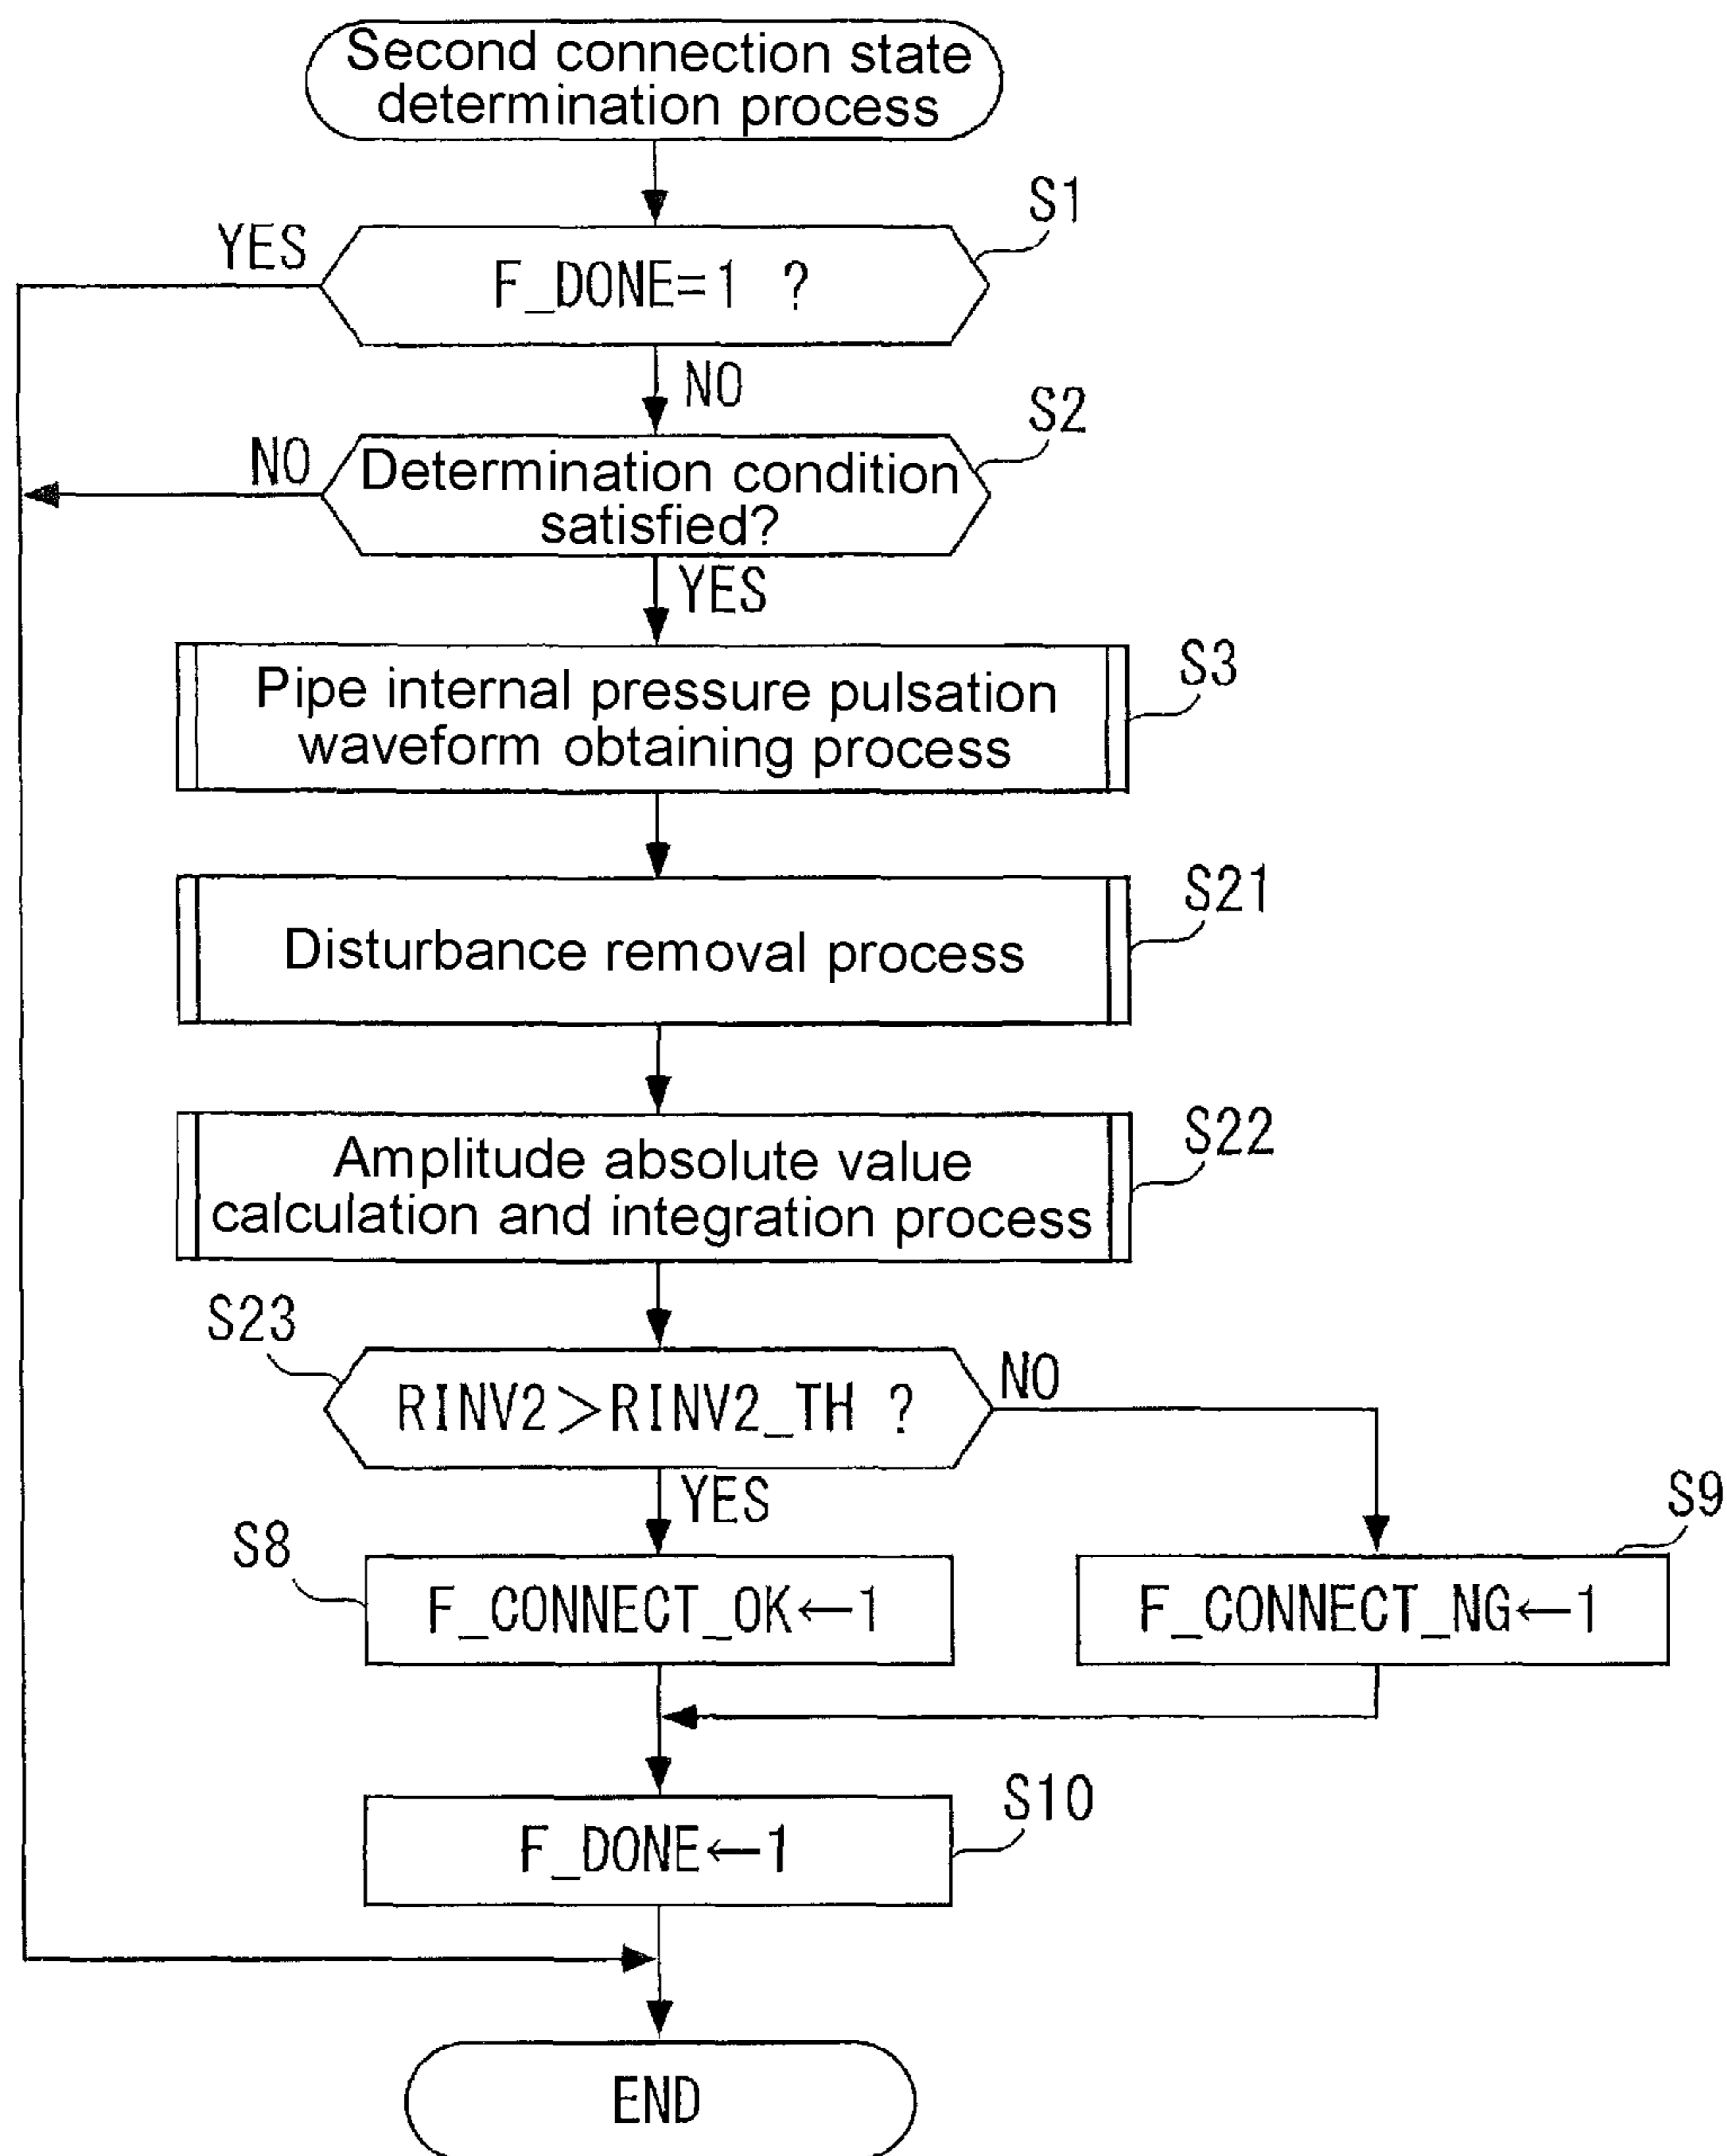 Second connection state
determination process
S1
YES
F_DONE=1 ?
NO
S2
NO
Determination condition
satisfied?
YES
S3
Pipe internal pressure pulsation
waveform obtaining process
S21
Disturbance removal process
S22
Amplitude absolute value
calculation and integration process
S23
RINV2>RINV2_TH ?
NO
YES
S8
F_CONNECT_OK←1
S9
F_CONNECT_NG←1
S10
F_DONE←1
END